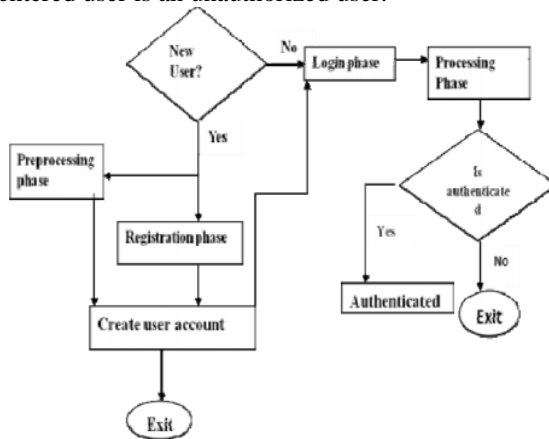 entered user is an unauthorized user.
New
User?
No
Login phase
Processing
Phase
Yes
Preprocessing
phase
Is
authenticate
d
Registration phase
Yes
No
Authenticated
Exit
Create user account
Exit